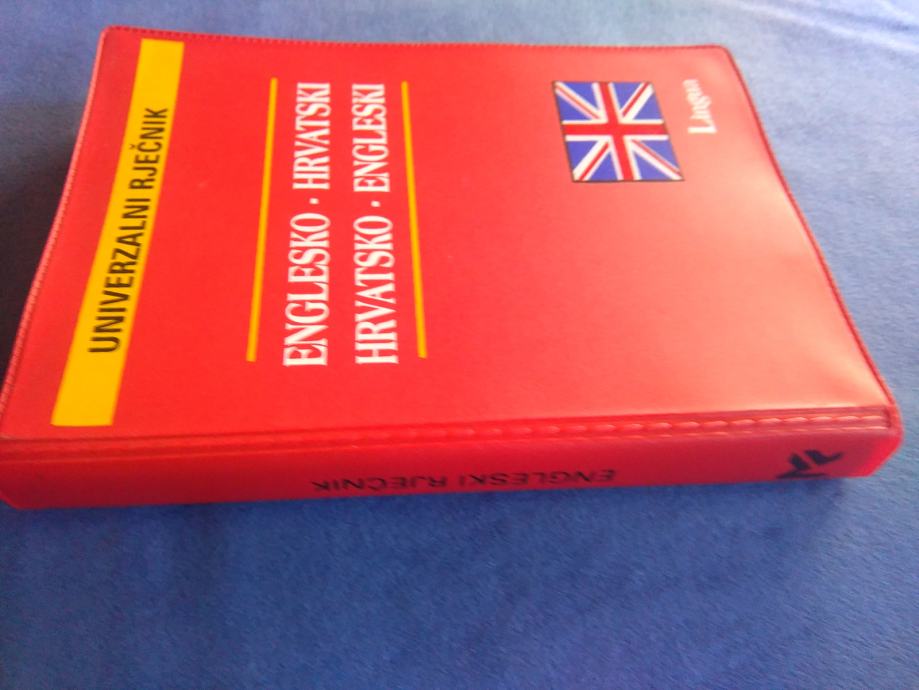 UNIVERZALNI RJEČNIK
ENGLESKO · HRVATSKI
HRVATSKO · ENGLESKI
Lingua
ENGLESKI RJEČNIK